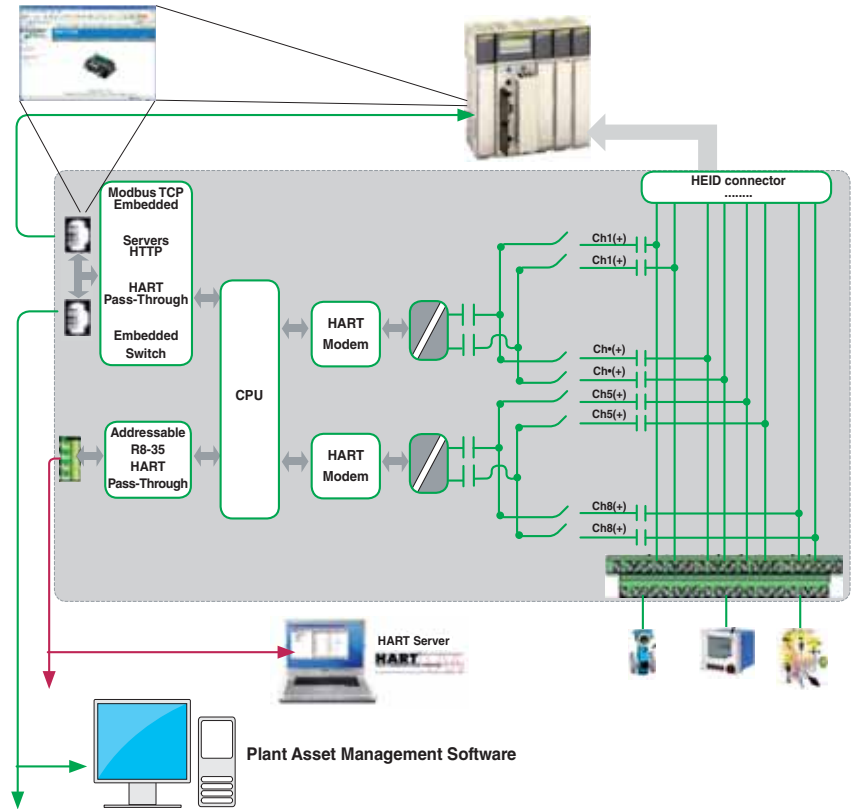 HEID connector
........
Modbus TCP
Embedded
Servers
HTTP
HART
Pass-Through
Embedded
Switch
CPU
HART
Modem
Ch1(+)
Ch1(+)
Ch•(+)
Ch•(+)
Ch5(+)
Ch5(+)
Addressable
R8-35
HART
Pass-Through
HART
Modem
Ch8(+)
Ch8(+)
HART Server
HART
Plant Asset Management Software